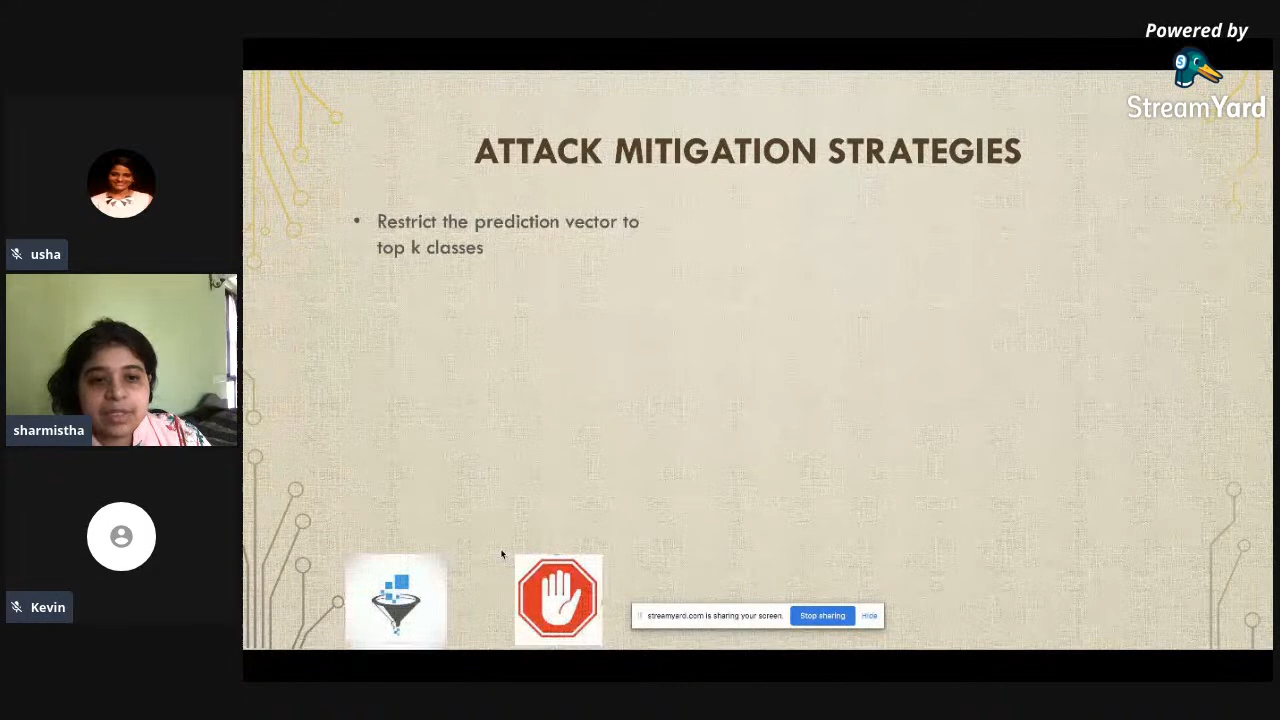 Powered by
StreamYard
ATTACK MITIGATION STRATEGIES
• Restrict the prediction vector to
top k classes
usha
sharmistha
Kevin
streamyard.com is sharing your screen. Stop sharing Hide